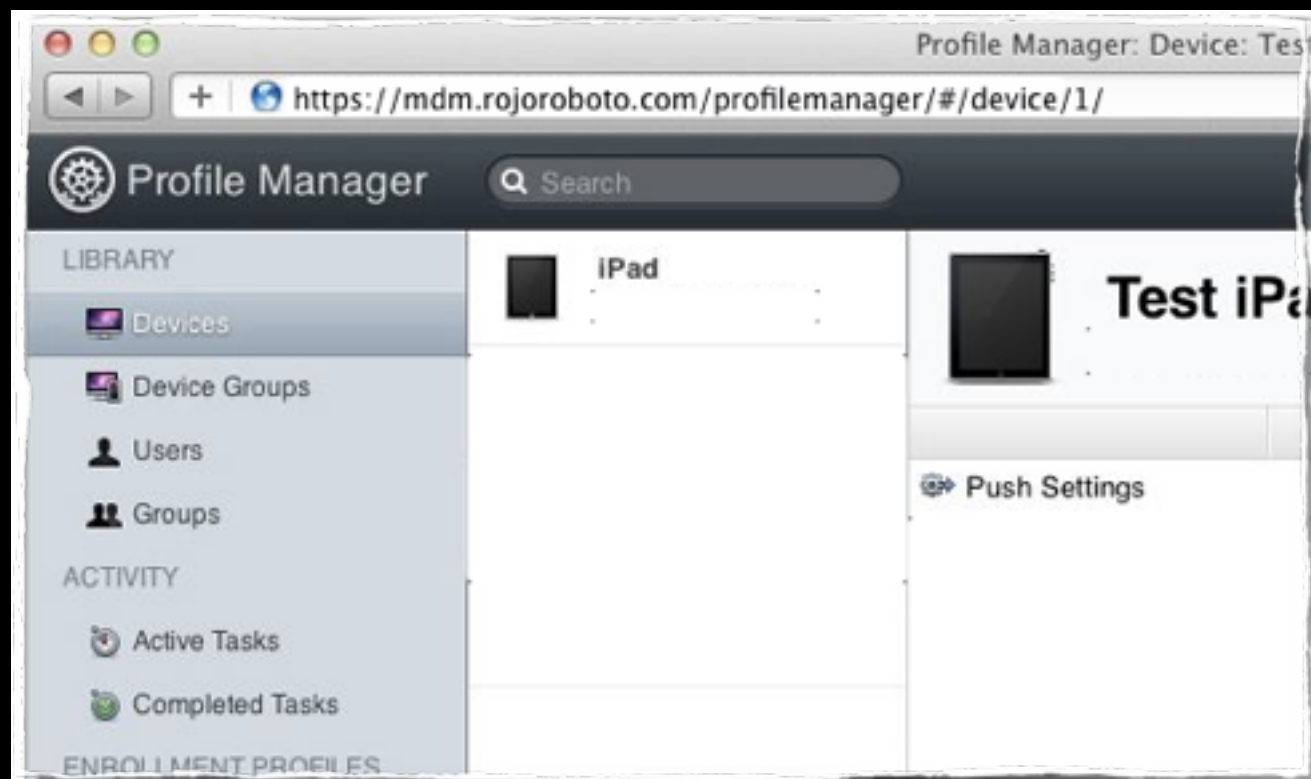 Profile Manager: Device: Test
https://mdm.rojoroboto.com/profilemanager/#/device/1/
Profile Manager
Search
LIBRARY
Devices
Device Groups
Users
Groups
ACTIVITY
Active Tasks
Completed Tasks
ENROLLMENT PROFILES
iPad
Test iPa
Push Settings